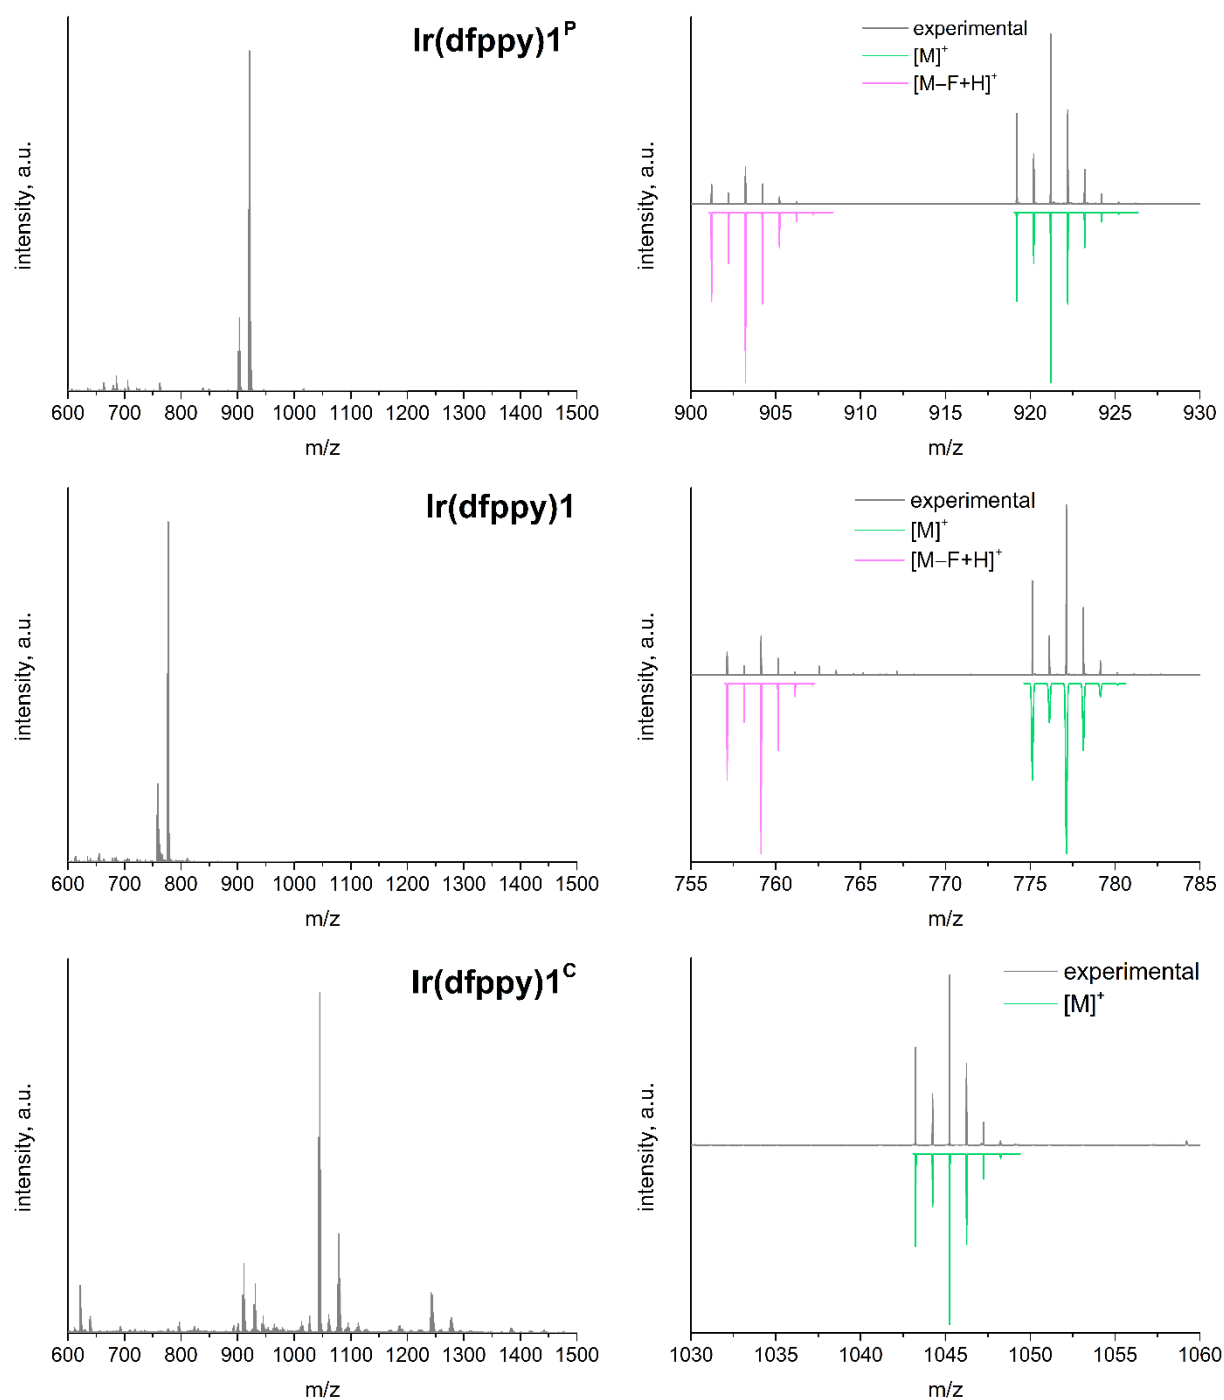 Ir(dfppy)1ᴾ
intensity, a.u.
600 700 800 900 1000 1100 1200 1300 1400 1500
m/z
experimental
[M]⁺
[M–F+H]⁺
intensity, a.u.
900 905 910 915 920 925 930
m/z
Ir(dfppy)1
intensity, a.u.
600 700 800 900 1000 1100 1200 1300 1400 1500
m/z
experimental
[M]⁺
[M–F+H]⁺
intensity, a.u.
755 760 765 770 775 780 785
m/z
Ir(dfppy)1ᶜ
intensity, a.u.
600 700 800 900 1000 1100 1200 1300 1400 1500
m/z
experimental
[M]⁺
intensity, a.u.
1030 1035 1040 1045 1050 1055 1060
m/z